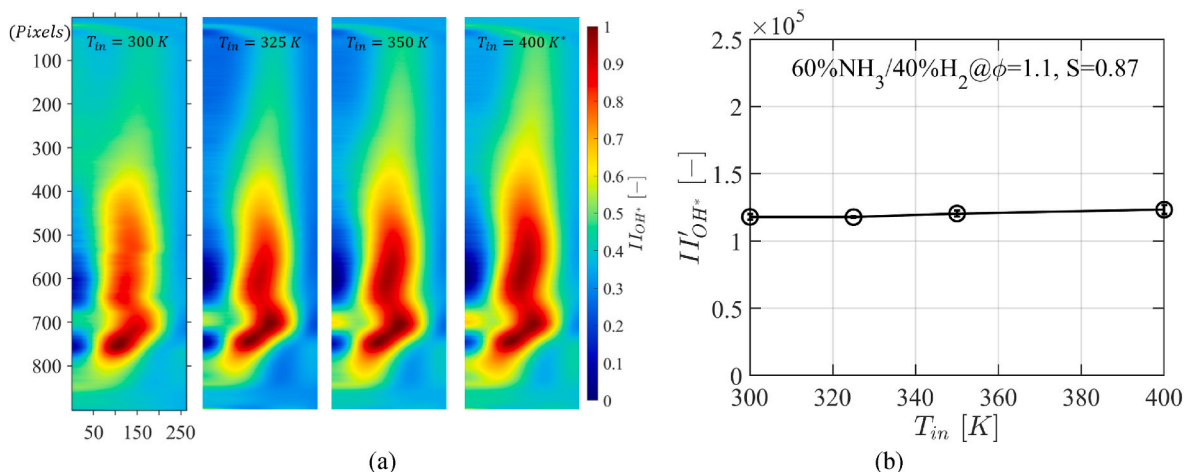 (Pixels)
T_in = 300 K
T_in = 325 K
T_in = 350 K
T_in = 400 K*
100
200
300
400
500
600
700
800
50 150 250
1
0.9
0.8
0.7
0.6
0.5
0.4
0.3
0.2
0.1
0
II_OH* [−]
(a)
×10^5
60%NH3/40%H2@ϕ=1.1, S=0.87
2.5
2
1.5
1
0.5
0
II′_OH* [−]
300 320 340 360 380 400
T_in [K]
(b)